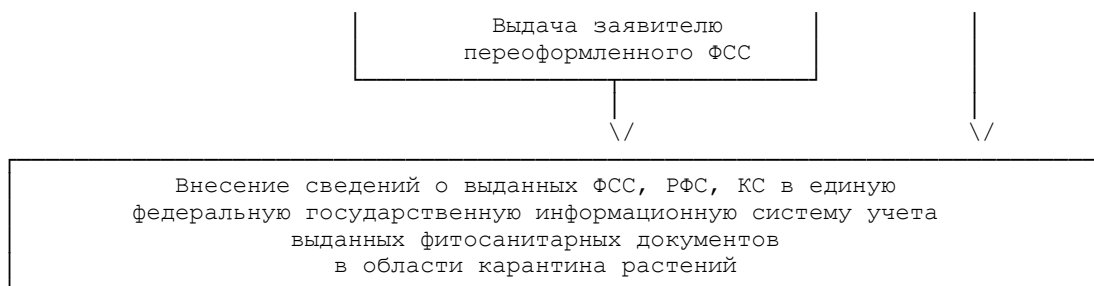 Выдача заявителю
переоформленного ФСС
\/ \/
Внесение сведений о выданных ФСС, РФС, КС в единую
федеральную государственную информационную систему учета
выданных фитосанитарных документов
в области карантина растений